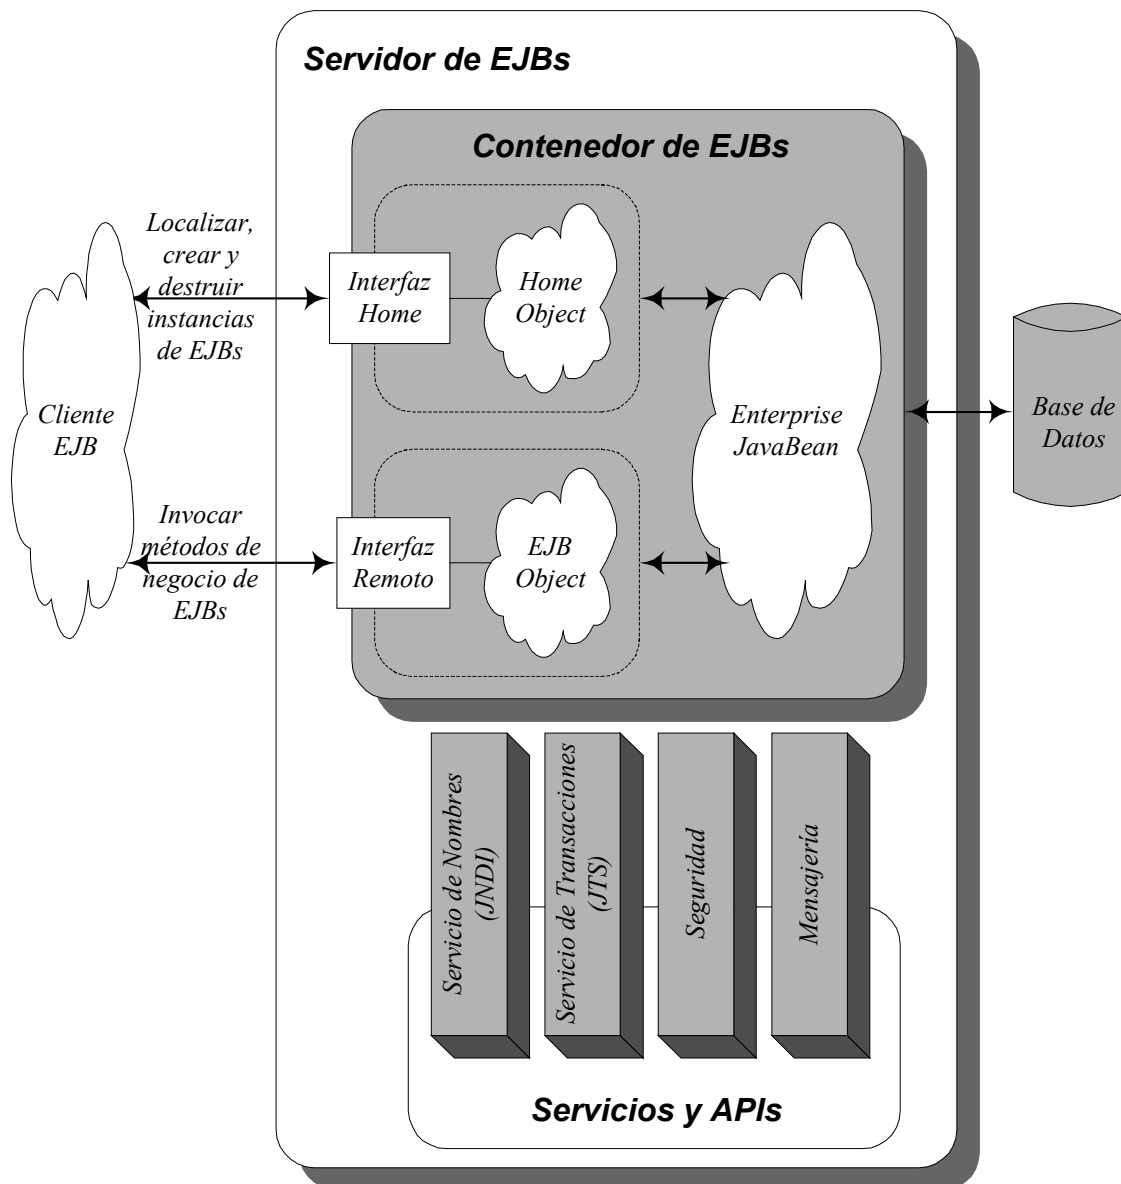 Servidor de EJBs
Contenedor de EJBs
Localizar,
crear y
destruir
instancias
de EJBs
Interfaz
Home
Home
Object
Cliente
EJB
Enterprise
JavaBean
Base de
Datos
Invocar
métodos de
negocio de
EJBs
Interfaz
Remoto
EJB
Object
Servicio de Nombres
(JNDI)
Servicio de Transacciones
(JTS)
Seguridad
Mensajería
Servicios y APIs